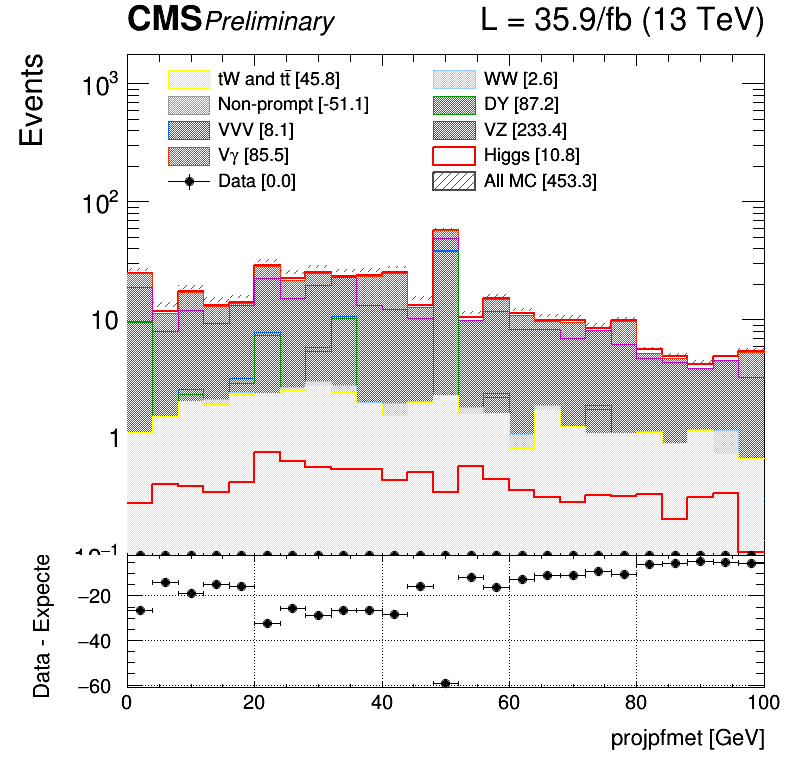 CMS Preliminary L = 35.9/fb (13 TeV)
Events
10³
10²
10
1
10⁻¹
tW and tt̄ [45.8]
WW [2.6]
Non-prompt [-51.1]
DY [87.2]
VVV [8.1]
VZ [233.4]
Vγ [85.5]
Higgs [10.8]
Data [0.0]
All MC [453.3]
Data - Expecte
−20
−40
−60
0 20 40 60 80 100
projpfmet [GeV]